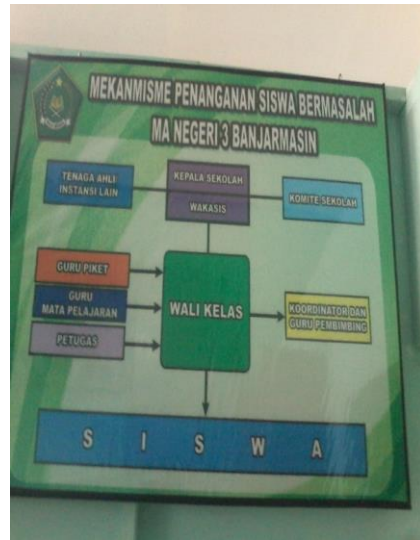 MEKANMISME PENANGANAN SISWA BERMASALAH
MA NEGERI 3 BANJARMASIN
TENAGA AHLI
INSTANSI LAIN
KEPALA SEKOLAH
WAKASIS
KOMITE SEKOLAH
GURU PIKET
GURU
MATA PELAJARAN
PETUGAS
WALI KELAS
KOORDINATOR DAN
GURU PEMBIMBING
S I S W A